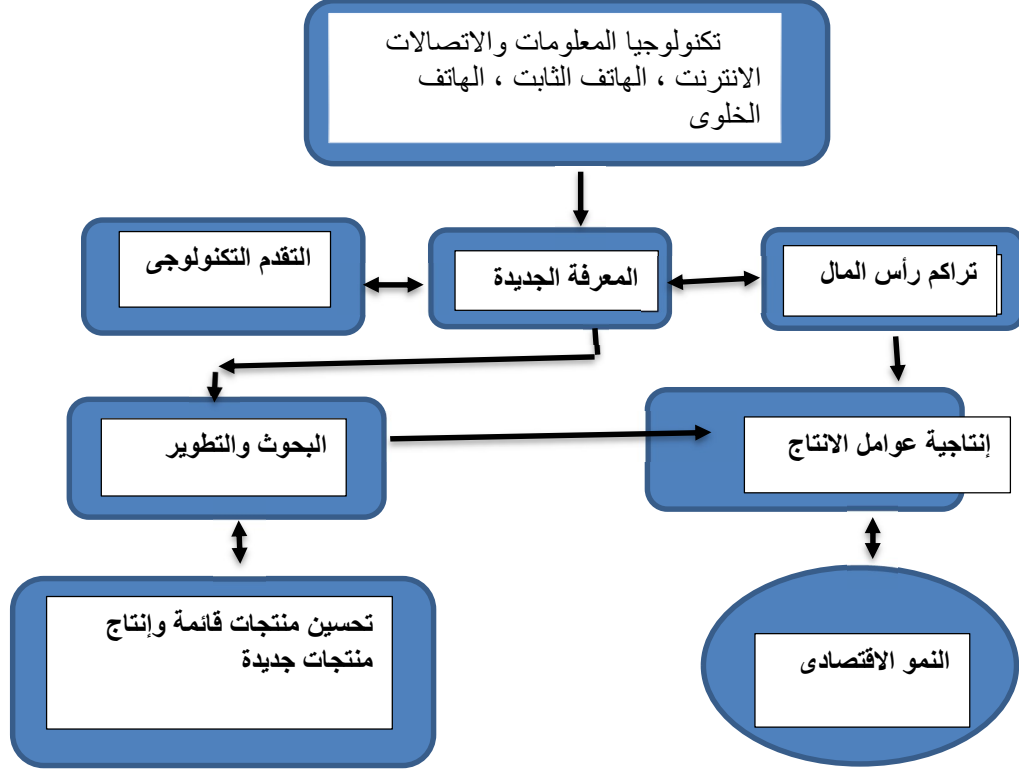 تكنولوجيا المعلومات والاتصالات
الانترنت ، الهاتف الثابت ، الهاتف
الخلوى
تراكم رأس المال
المعرفة الجديدة
التقدم التكنولوجى
إنتاجية عوامل الانتاج
البحوث والتطوير
النمو الاقتصادى
تحسين منتجات قائمة وإنتاج
منتجات جديدة